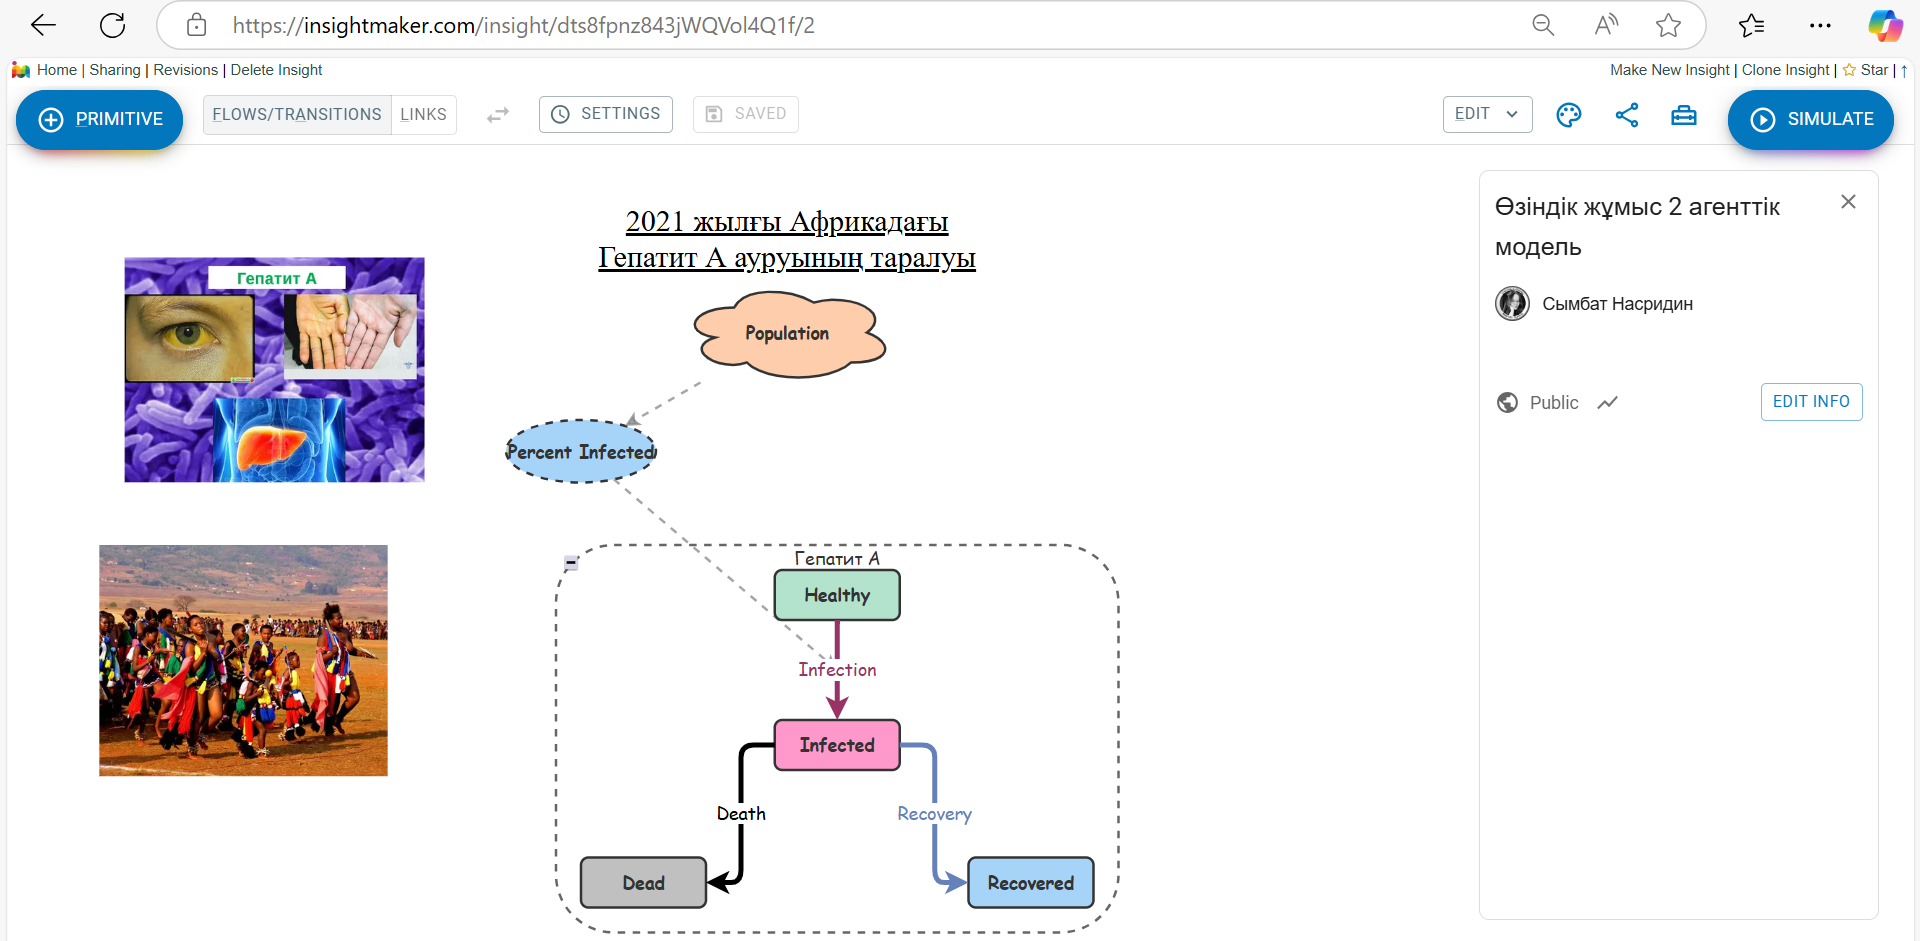 https://insightmaker.com/insight/dts8fpnz843jWQVol4Q1f/2
Home | Sharing | Revisions | Delete Insight
Make New Insight | Clone Insight | Star | ↑
PRIMITIVE
FLOWS/TRANSITIONS
LINKS
SETTINGS
SAVED
EDIT
SIMULATE
2021 жылғы Африкадағы
Гепатит А ауруының таралуы
Гепатит А
Population
Percent Infected
Гепатит А
Healthy
Infection
Infected
Death
Recovery
Dead
Recovered
Өзіндік жұмыс 2 агенттік
модель
Сымбат Насридин
Public
EDIT INFO